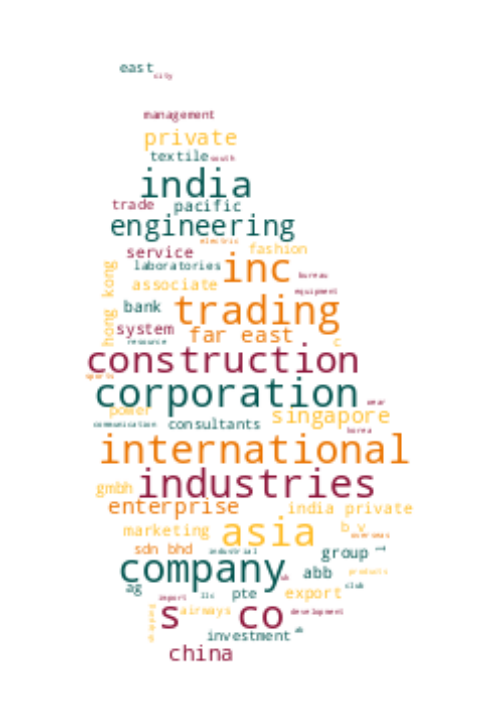 east city
management
private
textile south
india
trade pacific
engineering
electric
service fashion
laboratories inc
bureau
associate equipment
hong kong
bank trading
system far east
resource c
construction
sports
corporation
wear
power singapore
communication consultants
korea
international
gmbh industries
enterprise india private
marketing asia b v
overseas
sdn bhd industrial group l
company abb products
ag uk club
import llc pte export
shipping airways s co development
investment ab
china